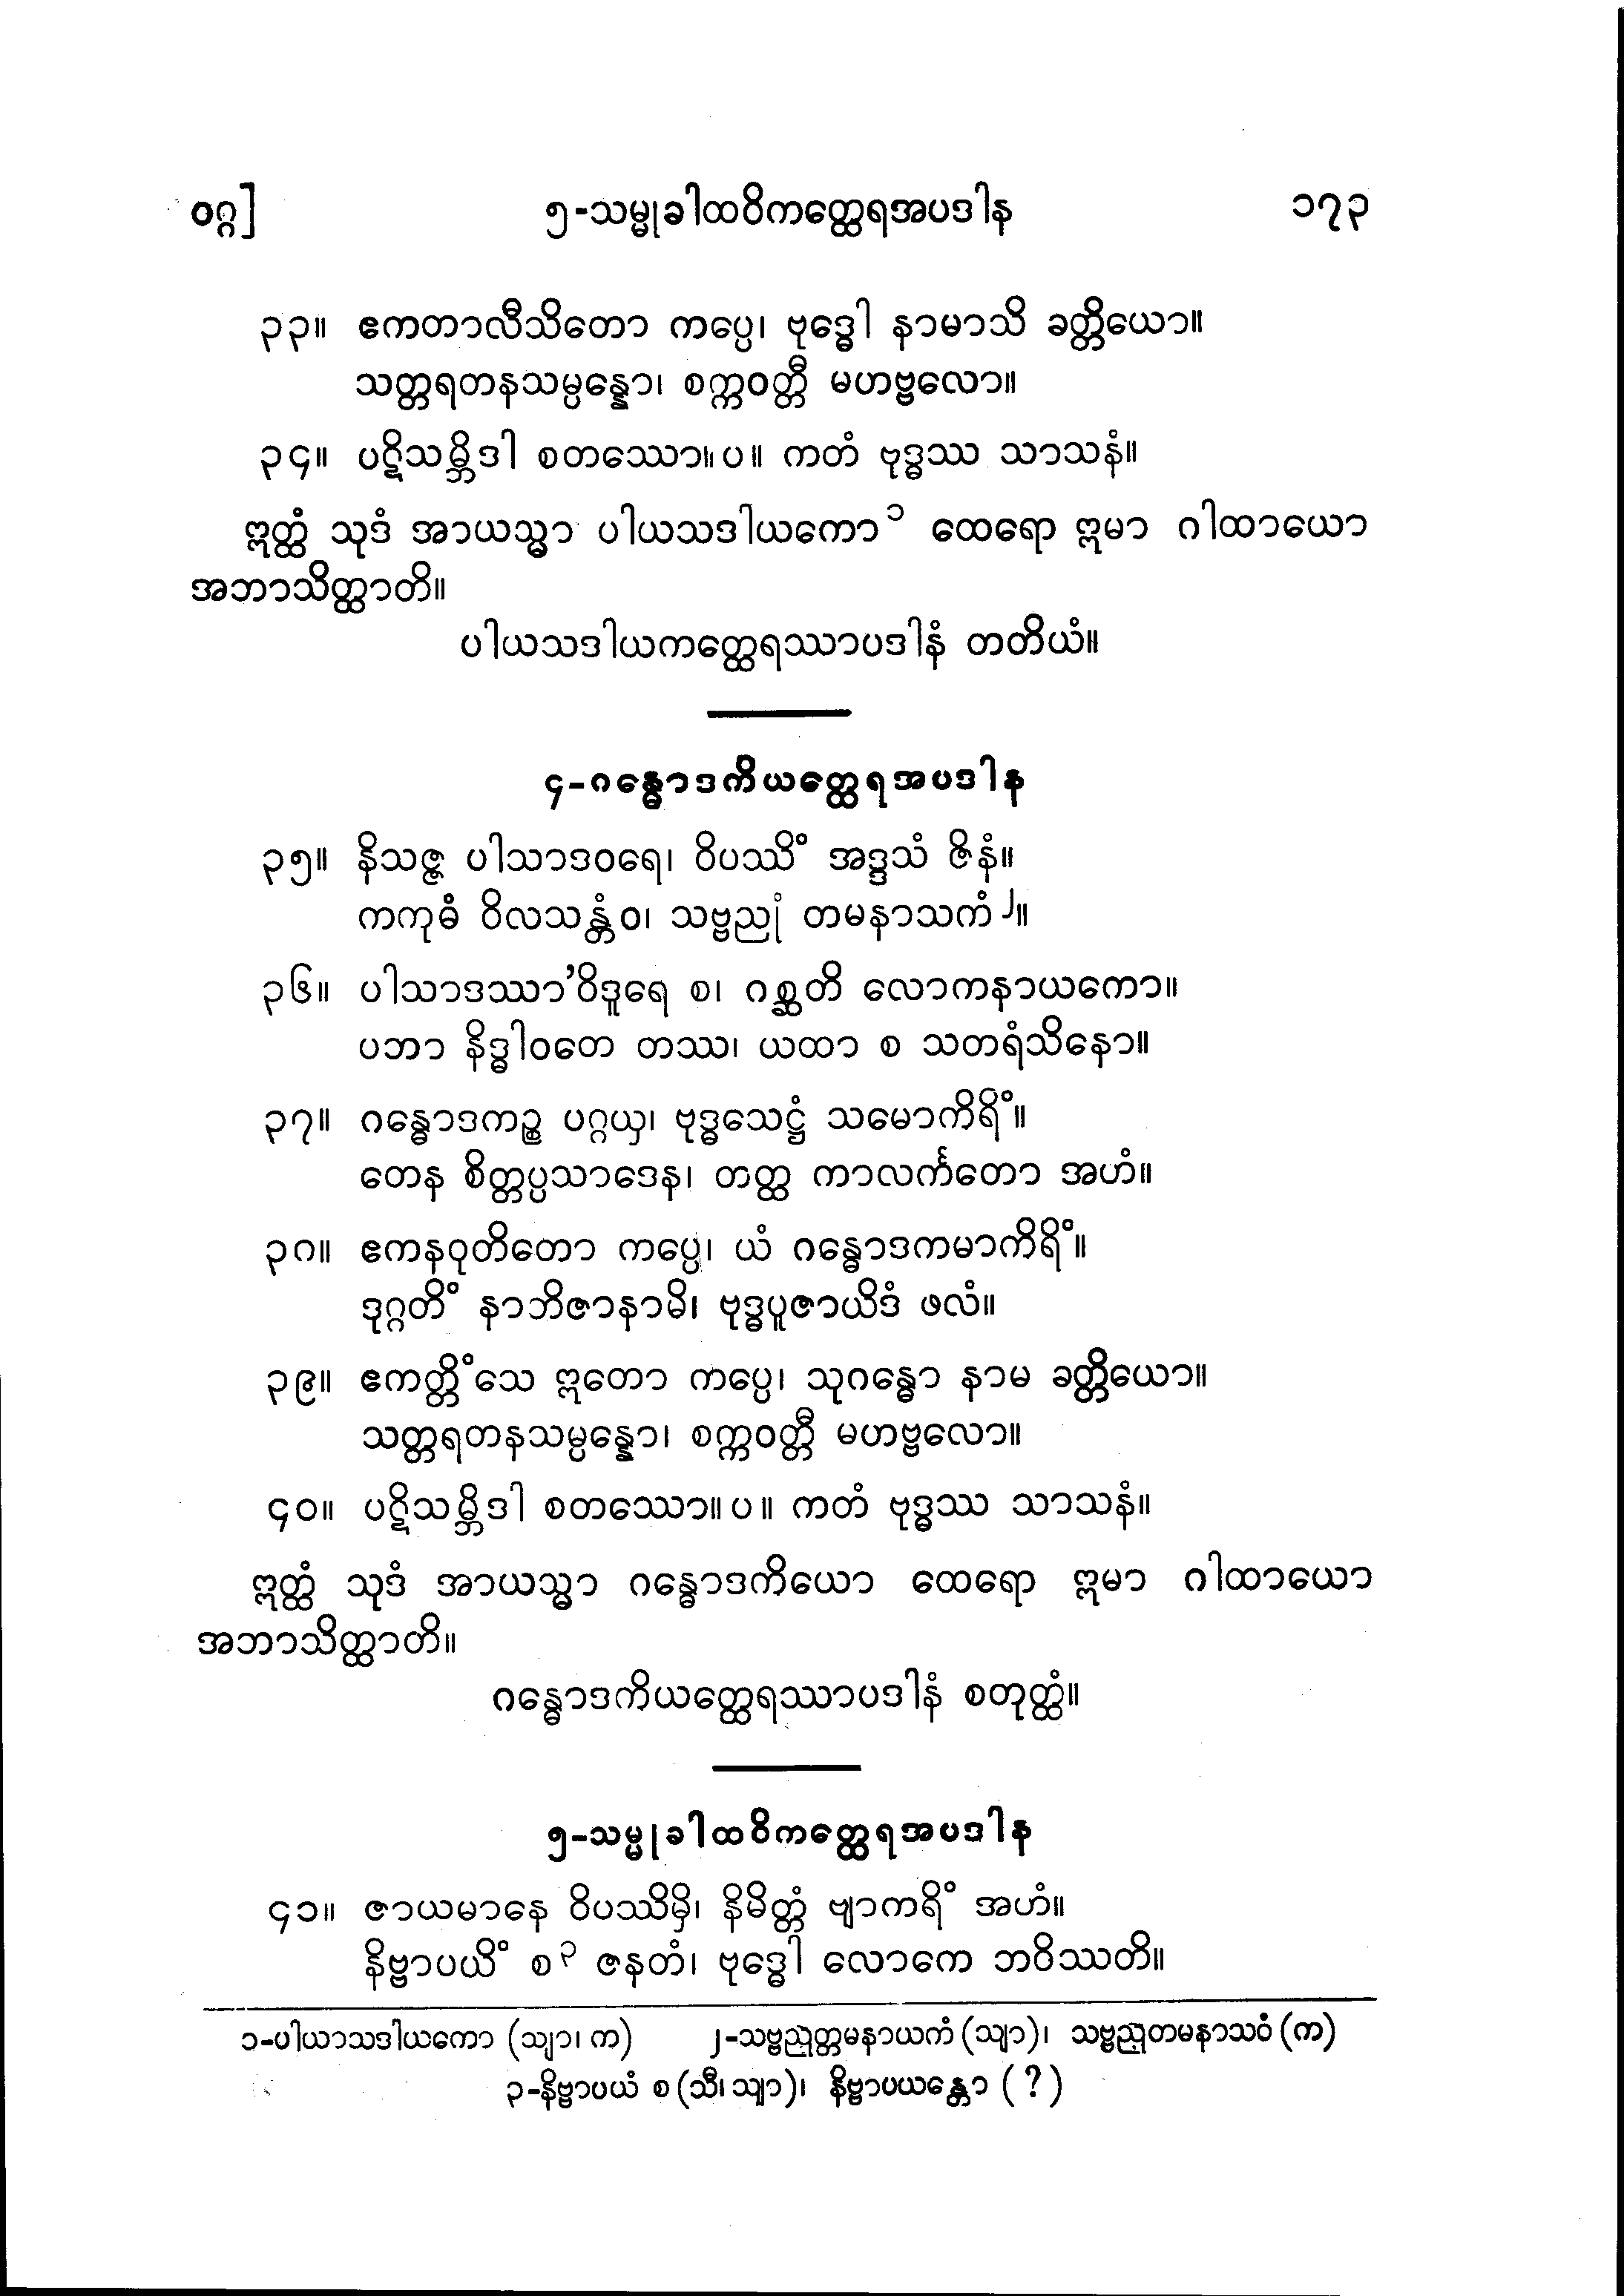 ဝဂ္ဂ] ၅-သမ္မုခါထဝိကတ္ထေရအပဒါန ၁၇၃
၃၃။ ဧကတာလီသိတော ကပ္ပေ၊ ဗုဒ္ဓေါ နာမာသိ ခတ္တိယော။
သတ္တရတနသမ္ပန္နော၊ စက္ကဝတ္တီ မဟဗ္ဗလော။
၃၄။ ပဋိသမ္ဘိဒါ စတဿော။ပ။ ကတံ ဗုဒ္ဓဿ သာသနံ။
ဣတ္ထံ သုဒံ အာယသ္မာ ပါယသဒါယကော၁ ထေရော ဣမာ ဂါထာယော
အဘာသိတ္ထာတိ။
ပါယသဒါယကတ္ထေရဿာပဒါနံ တတိယံ။
၄-ဂန္ဓောဒကိယတ္ထေရအပဒါန
၃၅။ နိသဇ္ဇ ပါသာဒဝရေ၊ ဝိပဿိံ အဒ္ဒသံ ဇိနံ။
ကကုဓံ ဝိလသန္တံဝ၊ သဗ္ဗညုံ တမနာသကံ၂။
၃၆။ ပါသာဒဿာ’ဝိဒူရေ စ၊ ဂစ္ဆတိ လောကနာယကော။
ပဘာ နိဒ္ဓါဝတေ တဿ၊ ယထာ စ သတရံသိနော။
၃၇။ ဂန္ဓောဒကဉ္စ ပဂ္ဂယှ၊ ဗုဒ္ဓသေဋ္ဌံ သမောကိရိံ။
တေန စိတ္တပ္ပသာဒေန၊ တတ္ထ ကာလင်္ကတော အဟံ။
၃၈။ ဧကနဝုတိတော ကပ္ပေ၊ ယံ ဂန္ဓောဒကမာကိရိံ။
ဒုဂ္ဂတိံ နာဘိဇာနာမိ၊ ဗုဒ္ဓပူဇာယိဒံ ဖလံ။
၃၉။ ဧကတ္တိံသေ ဣတော ကပ္ပေ၊ သုဂန္ဓော နာမ ခတ္တိယော။
သတ္တရတနသမ္ပန္နော၊ စက္ကဝတ္တီ မဟဗ္ဗလော။
၄၀။ ပဋိသမ္ဘိဒါ စတဿော။ပ။ ကတံ ဗုဒ္ဓဿ သာသနံ။
ဣတ္ထံ သုဒံ အာယသ္မာ ဂန္ဓောဒကိယော ထေရော ဣမာ ဂါထာယော
အဘာသိတ္ထာတိ။
ဂန္ဓောဒကိယတ္ထေရဿာပဒါနံ စတုတ္ထံ။
၅-သမ္မုခါထဝိကတ္ထေရအပဒါန
၄၁။ ဇာယမာနေ ဝိပဿိမှိ၊ နိမိတ္တံ ဗျာကရိံ အဟံ။
နိဗ္ဗာပယိံ စ၃ ဇနတံ၊ ဗုဒ္ဓေါ လောကေ ဘဝိဿတိ။
၁-ပါယာသဒါယကော (သျာ၊ က) ၂-သဗ္ဗညုတ္တမနာယကံ (သျာ)၊ သဗ္ဗညုတမနာသဝံ (က)
၃-နိဗ္ဗာပယံ စ (သီ၊ သျာ)၊ နိဗ္ဗာပယန္တော (?)